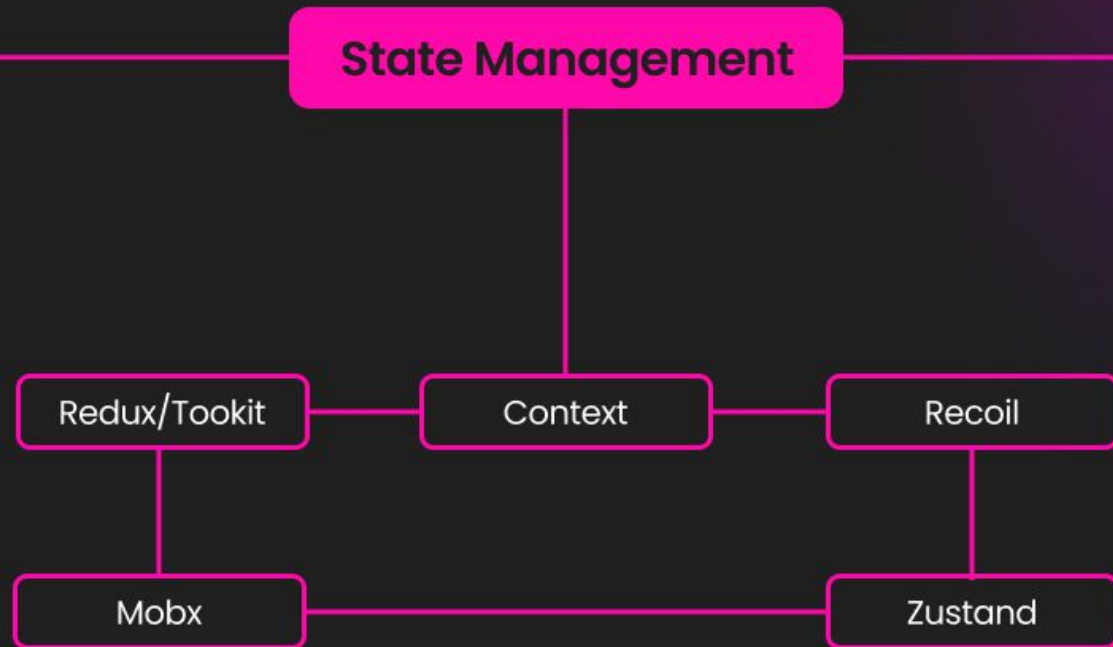 State Management
Redux/Tookit
Context
Recoil
Mobx
Zustand